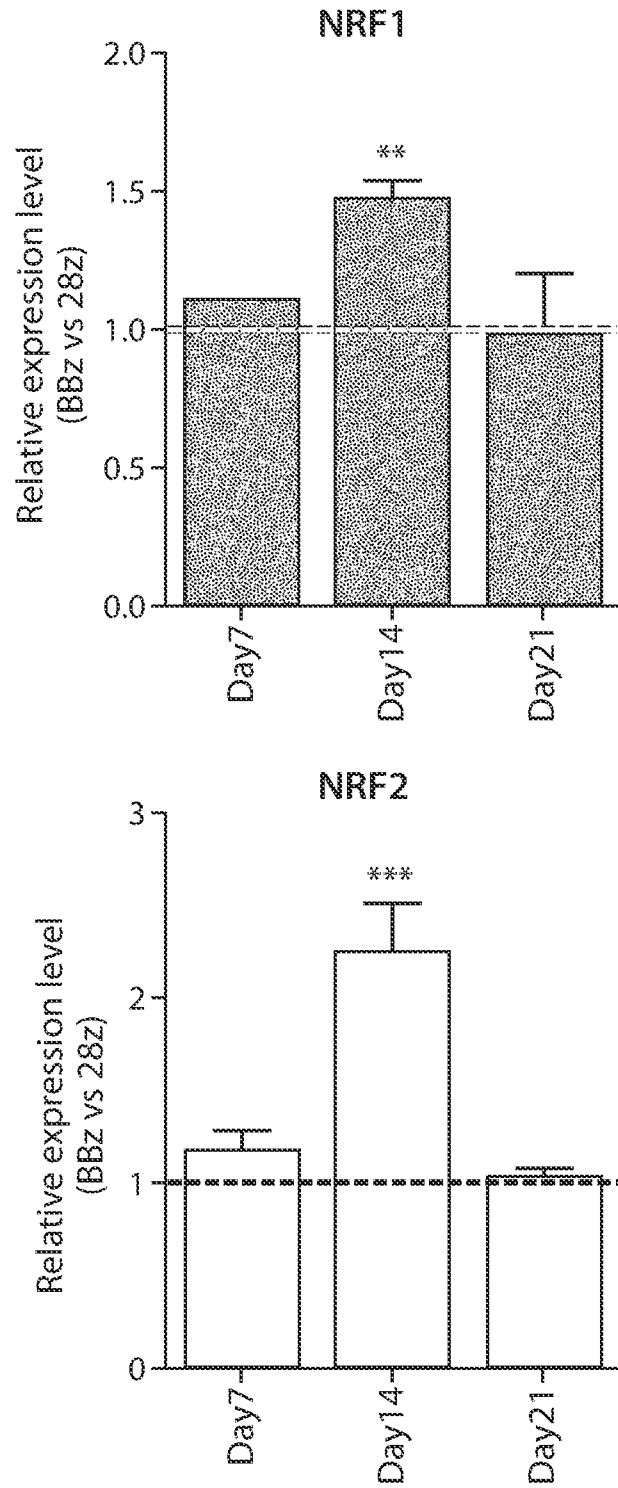 NRF1
Relative expression level
(BBz vs 28z)
2.0
1.5
1.0
0.5
0.0
**
Day7
Day14
Day21
NRF2
Relative expression level
(BBz vs 28z)
3
2
1
0
***
Day7
Day14
Day21